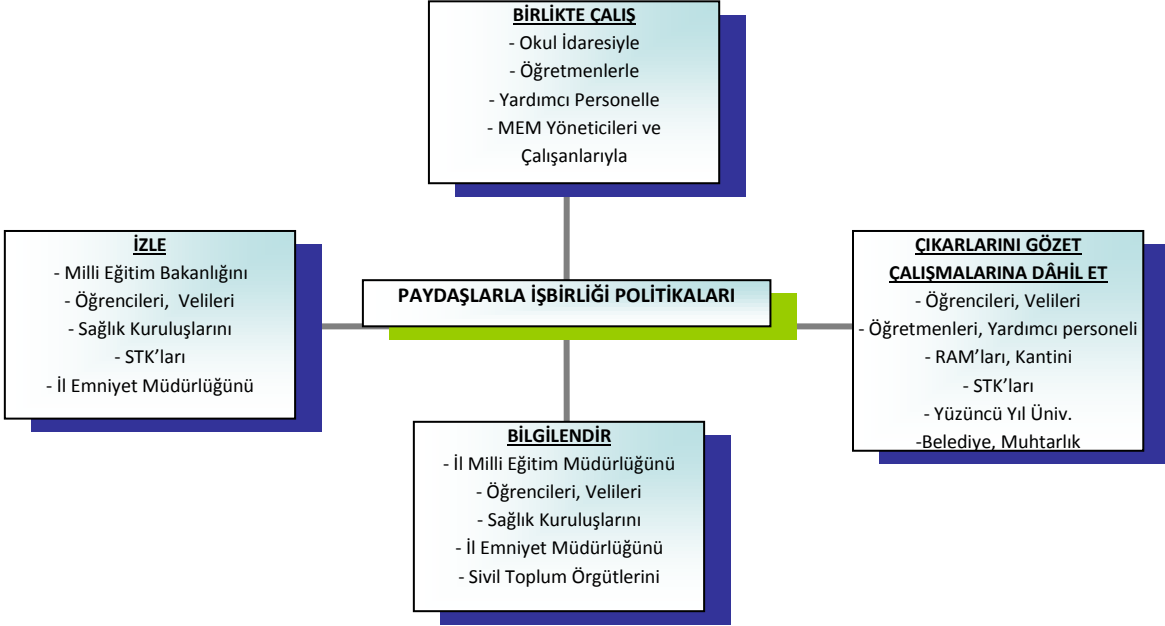 BİRLİKTE ÇALIŞ
- Okul İdaresiyle
- Öğretmenlerle
- Yardımcı Personelle
- MEM Yöneticileri ve
Çalışanlarıyla
İZLE
- Milli Eğitim Bakanlığını
- Öğrencileri, Velileri
- Sağlık Kuruluşlarını
- STK’ları
- İl Emniyet Müdürlüğünü
PAYDAŞLARLA İŞBİRLİĞİ POLİTİKALARI
ÇIKARLARINI GÖZET
ÇALIŞMALARINA DÂHİL ET
- Öğrencileri, Velileri
- Öğretmenleri, Yardımcı personeli
- RAM’ları, Kantini
- STK’ları
- Yüzüncü Yıl Üniv.
-Belediye, Muhtarlık
BİLGİLENDİR
- İl Milli Eğitim Müdürlüğünü
- Öğrencileri, Velileri
- Sağlık Kuruluşlarını
- İl Emniyet Müdürlüğünü
- Sivil Toplum Örgütlerini